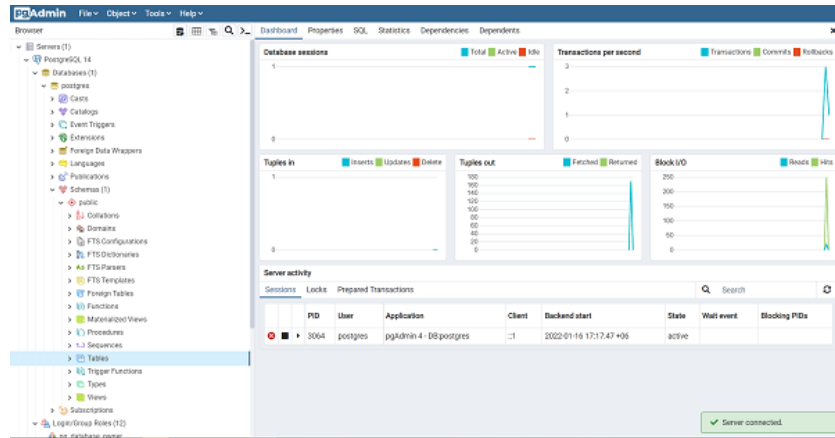 pgAdmin File Object Tools Help
Browser
Dashboard Properties SQL Statistics Dependencies Dependents
Servers (1)
PostgreSQL 14
Databases (1)
postgres
Casts
Catalogs
Event Triggers
Extensions
Foreign Data Wrappers
Languages
Publications
Schemas (1)
public
Collations
Domains
FTS Configurations
FTS Dictionaries
FTS Parsers
FTS Templates
Foreign Tables
Functions
Materialized Views
Procedures
Sequences
Tables
Trigger Functions
Types
Views
Subscriptions
Login/Group Roles (12)
pg_database_owner
Database sessions Total Active Idle
1
0
Transactions per second Transactions Commits Rollbacks
3
2
1
0
Tuples in Inserts Updates Delete
1
0
Tuples out Fetched Returned
180
160
140
120
100
80
60
40
20
0
Block I/O Reads Hits
250
200
150
100
50
0
Server activity
Sessions Locks Prepared Transactions Search
PID User Application Client Backend start State Wait event Blocking PIDs
3064 postgres pgAdmin 4 - DB:postgres ::1 2022-01-16 17:17:47 +06 active
Server connected.